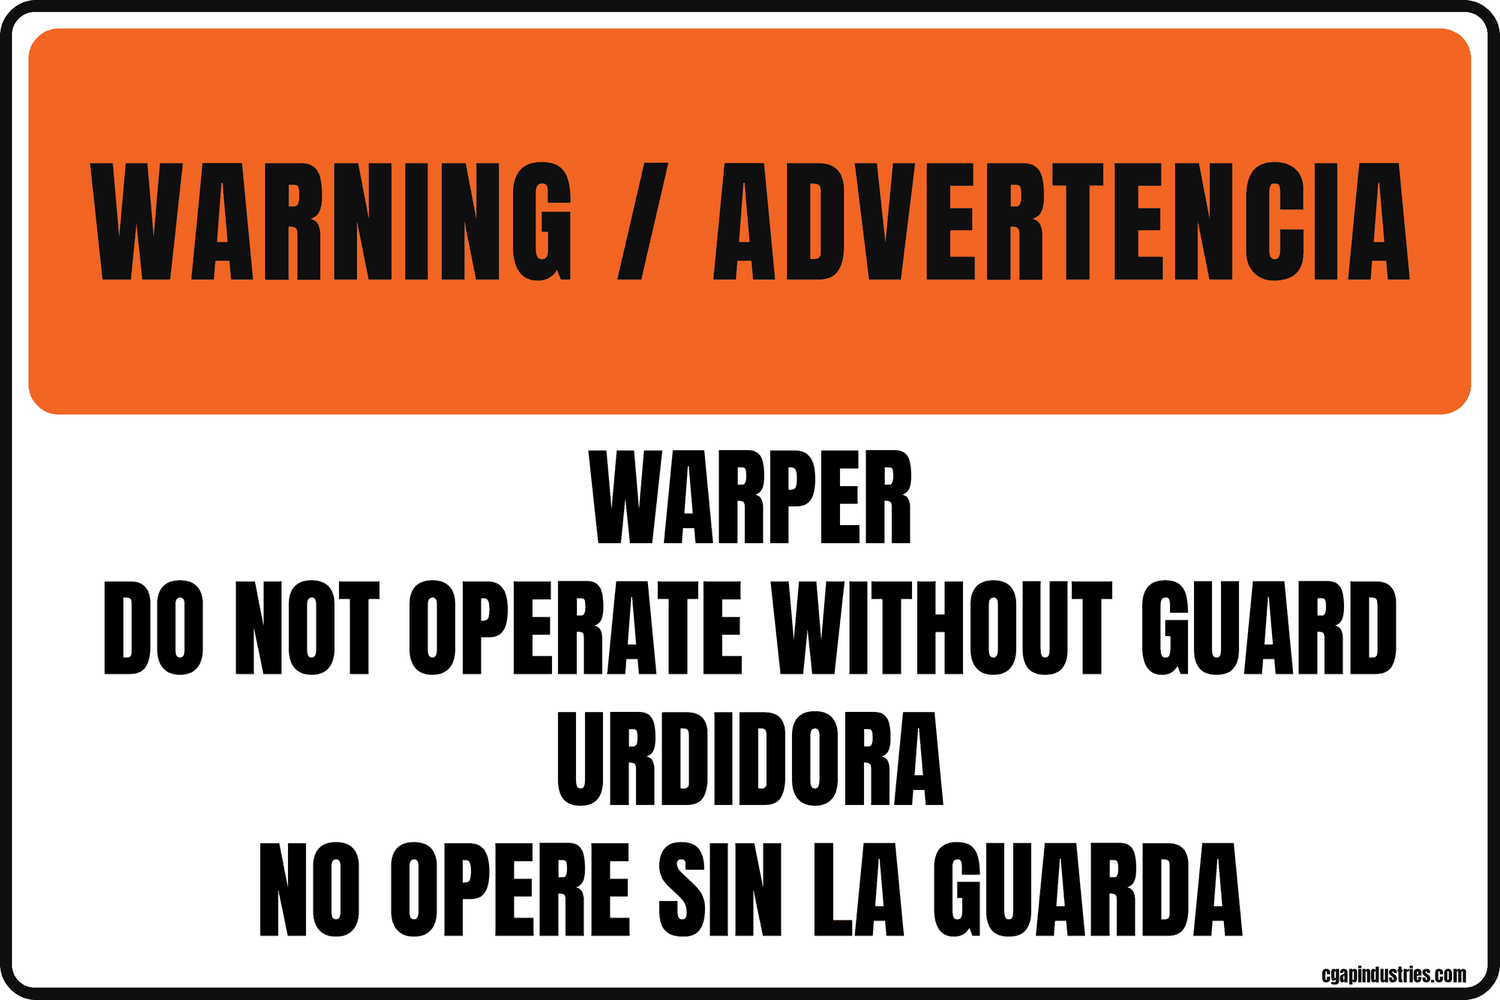 WARNING / ADVERTENCIA
WARPER
DO NOT OPERATE WITHOUT GUARD
URDIDORA
NO OPERE SIN LA GUARDA
cgapindustries.com